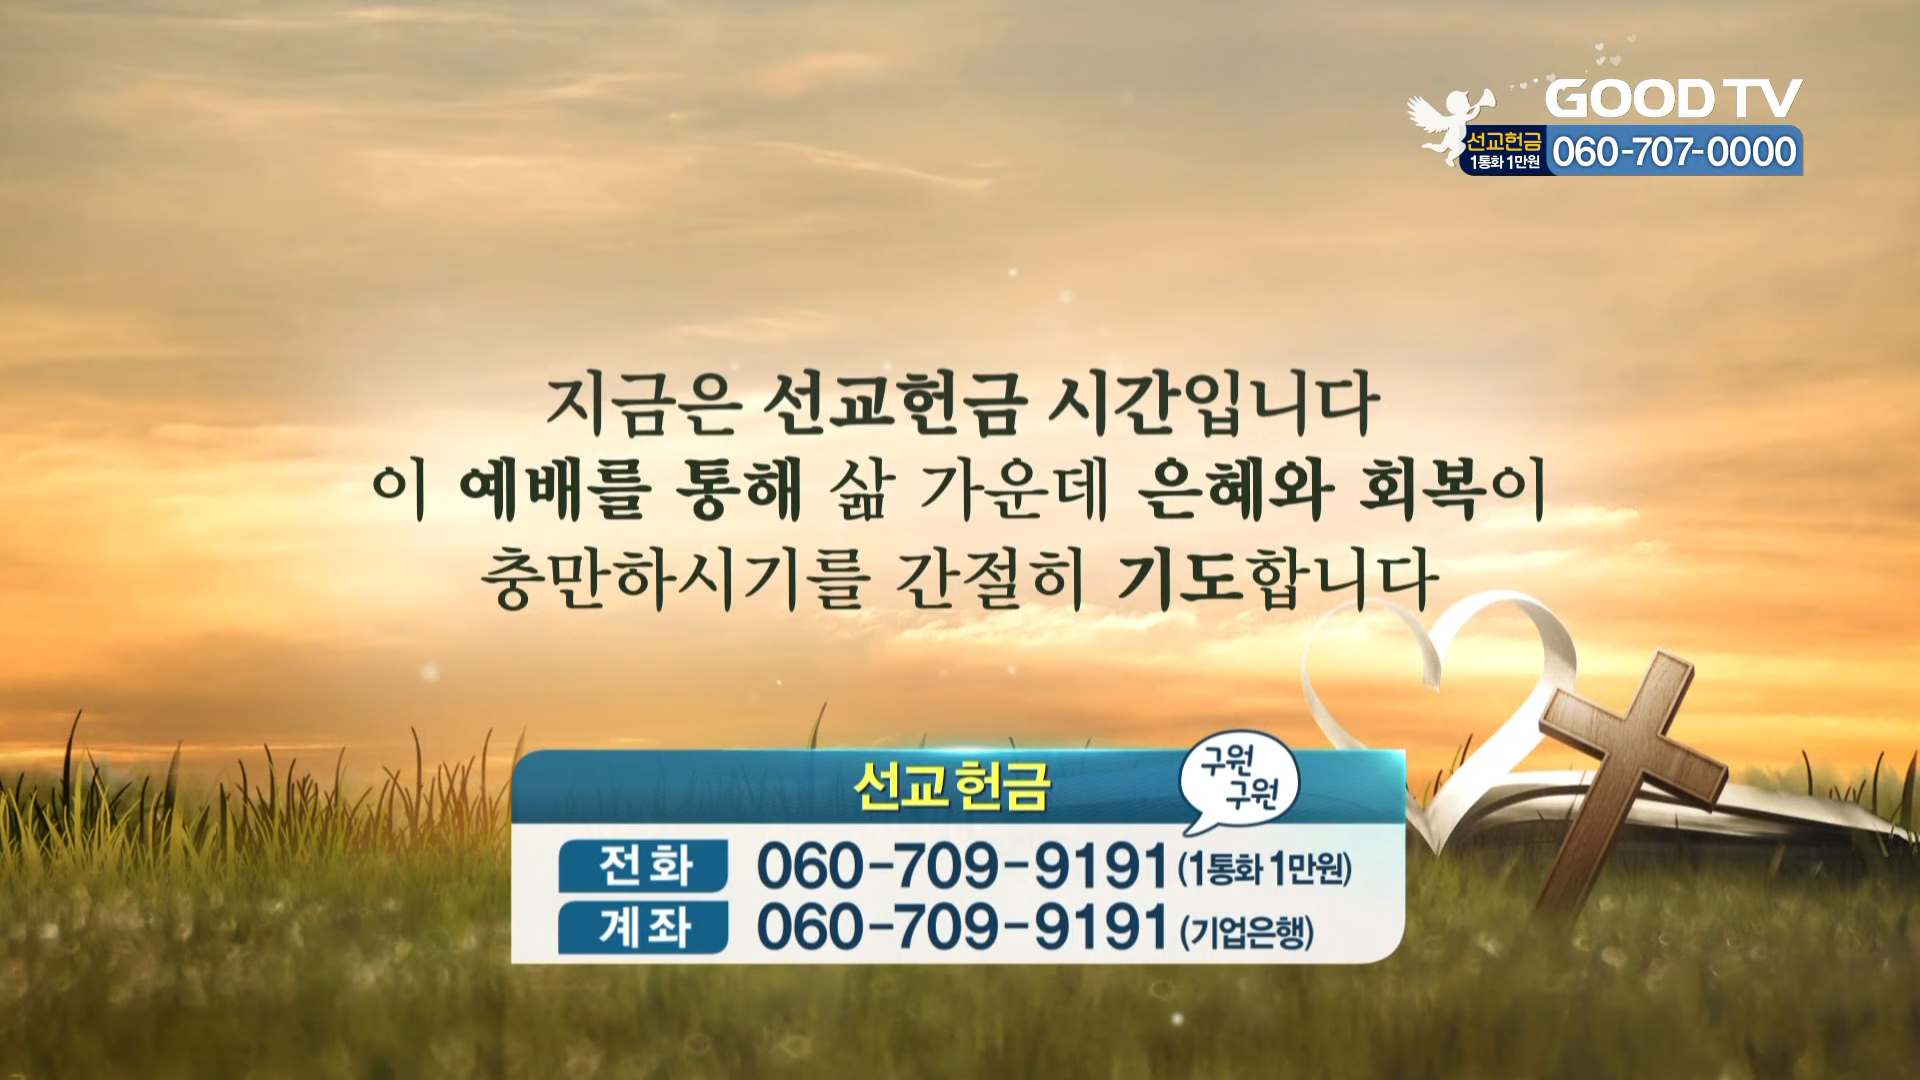 GOOD TV
선교헌금
1통화 1만원
060-707-0000
지금은 선교헌금 시간입니다
이 예배를 통해 삶 가운데 은혜와 회복이
충만하시기를 간절히 기도합니다
선교헌금
구원
구원
전화 060-709-9191 (1통화 1만원)
계좌 060-709-9191 (기업은행)